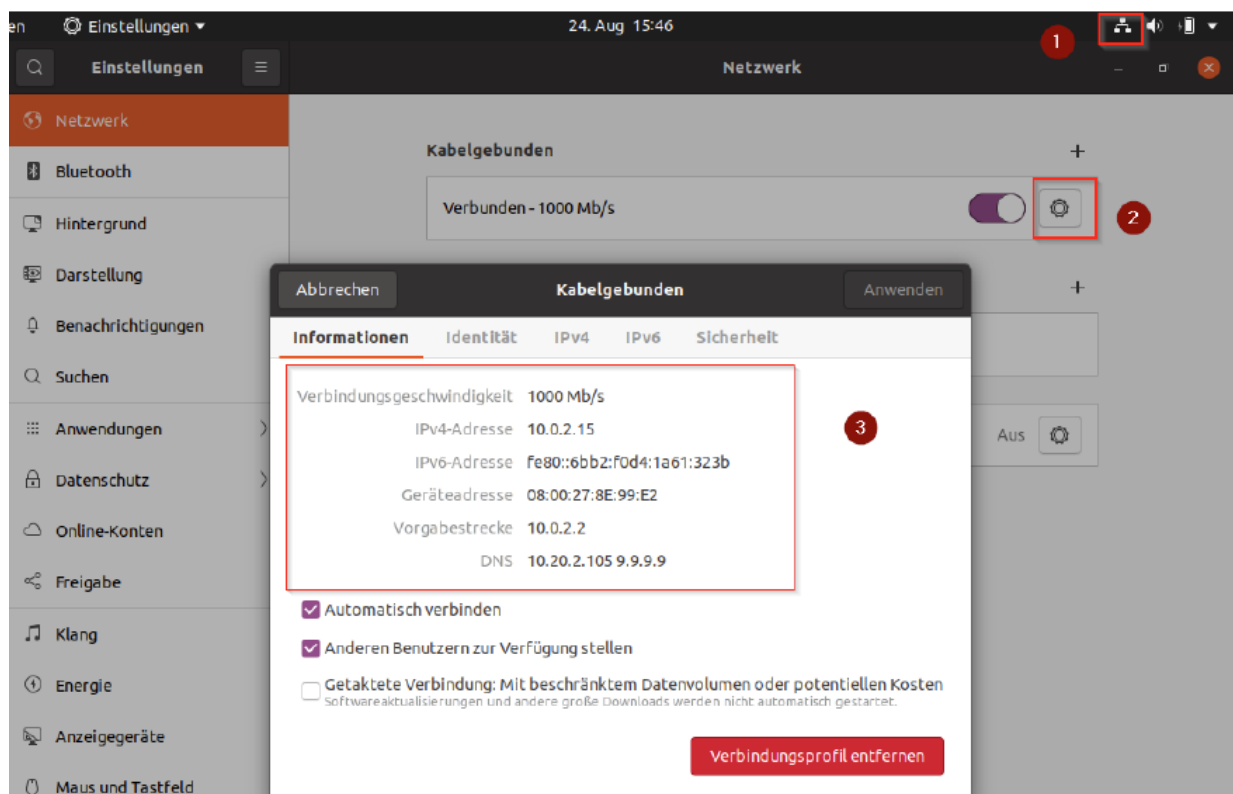 en Einstellungen 24. Aug 15:46
1
Einstellungen Netzwerk
Netzwerk
Bluetooth
Hintergrund
Darstellung
Benachrichtigungen
Suchen
Anwendungen
Datenschutz
Online-Konten
Freigabe
Klang
Energie
Anzeigegeräte
Maus und Tastfeld
Kabelgebunden
Verbunden - 1000 Mb/s
2
Aus
Abbrechen Kabelgebunden Anwenden
Informationen Identität IPv4 IPv6 Sicherheit
Verbindungsgeschwindigkeit 1000 Mb/s
IPv4-Adresse 10.0.2.15
3
IPv6-Adresse fe80::6bb2:f0d4:1a61:323b
Geräteadresse 08:00:27:8E:99:E2
Vorgabestrecke 10.0.2.2
DNS 10.20.2.105 9.9.9.9
Automatisch verbinden
Anderen Benutzern zur Verfügung stellen
Getaktete Verbindung: Mit beschränktem Datenvolumen oder potentiellen Kosten
Softwareaktualisierungen und andere große Downloads werden nicht automatisch gestartet.
Verbindungsprofil entfernen